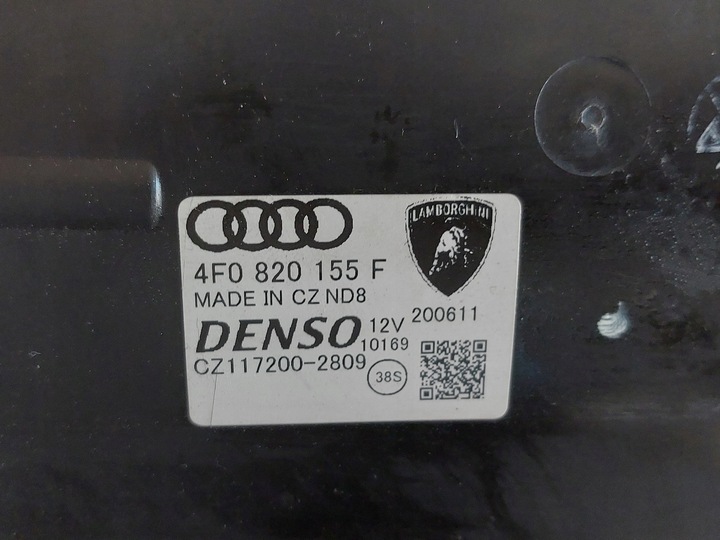 LAMBORGHINI
4F0 820 155 F
MADE IN CZ ND8
DENSO 12V 200611
10169
CZ117200-2809
38S